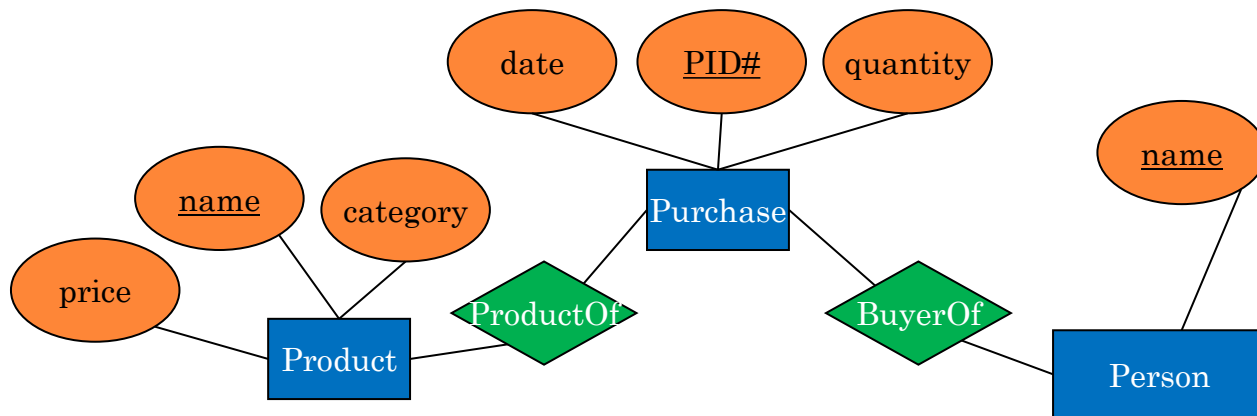 date
PID#
quantity
name
name
category
Purchase
price
ProductOf
BuyerOf
Product
Person